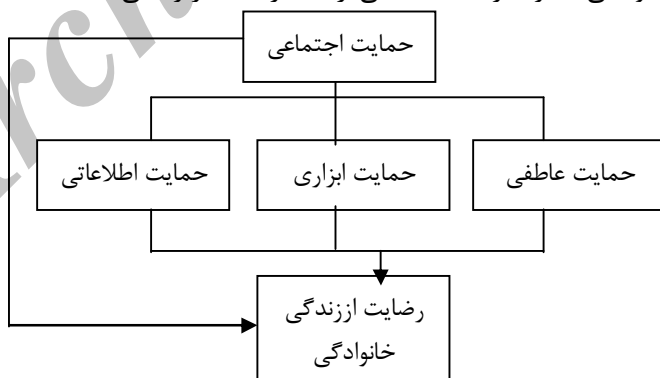 حمایت اجتماعی
حمایت عاطفی
حمایت ابزاری
حمایت اطلاعاتی
رضایت اززندگی
خانوادگی